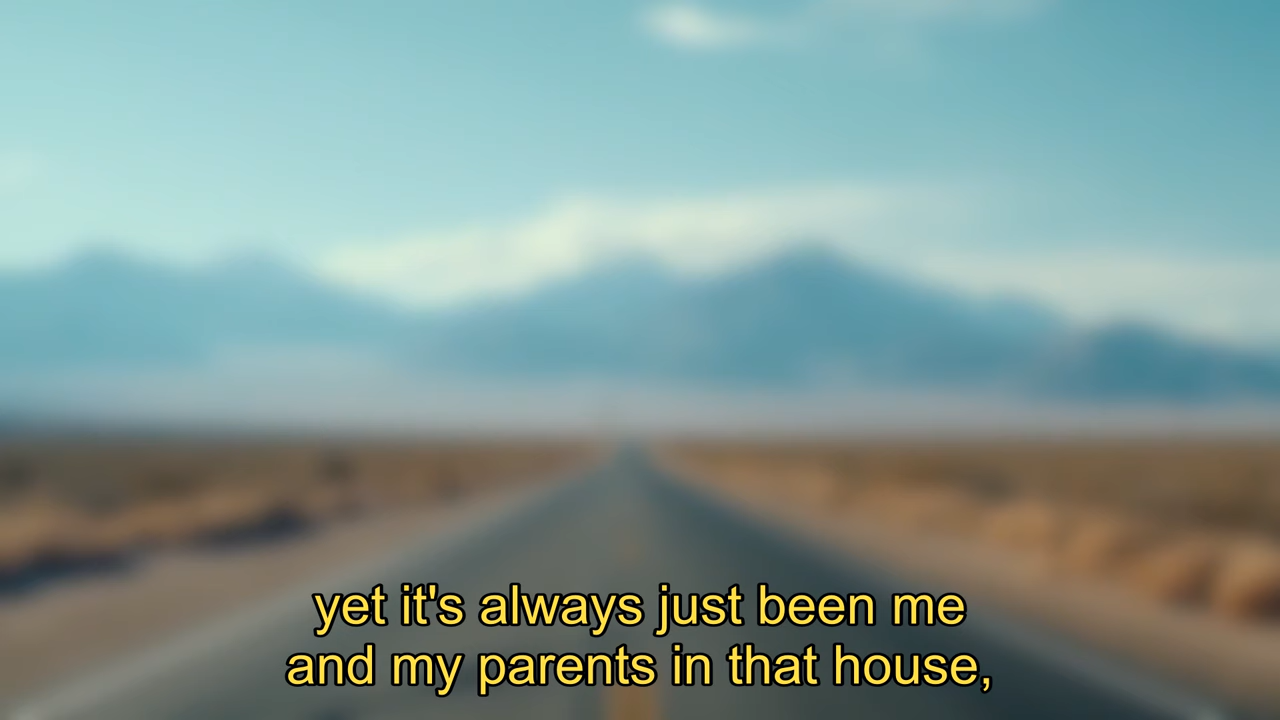 yet it's always just been me
and my parents in that house,